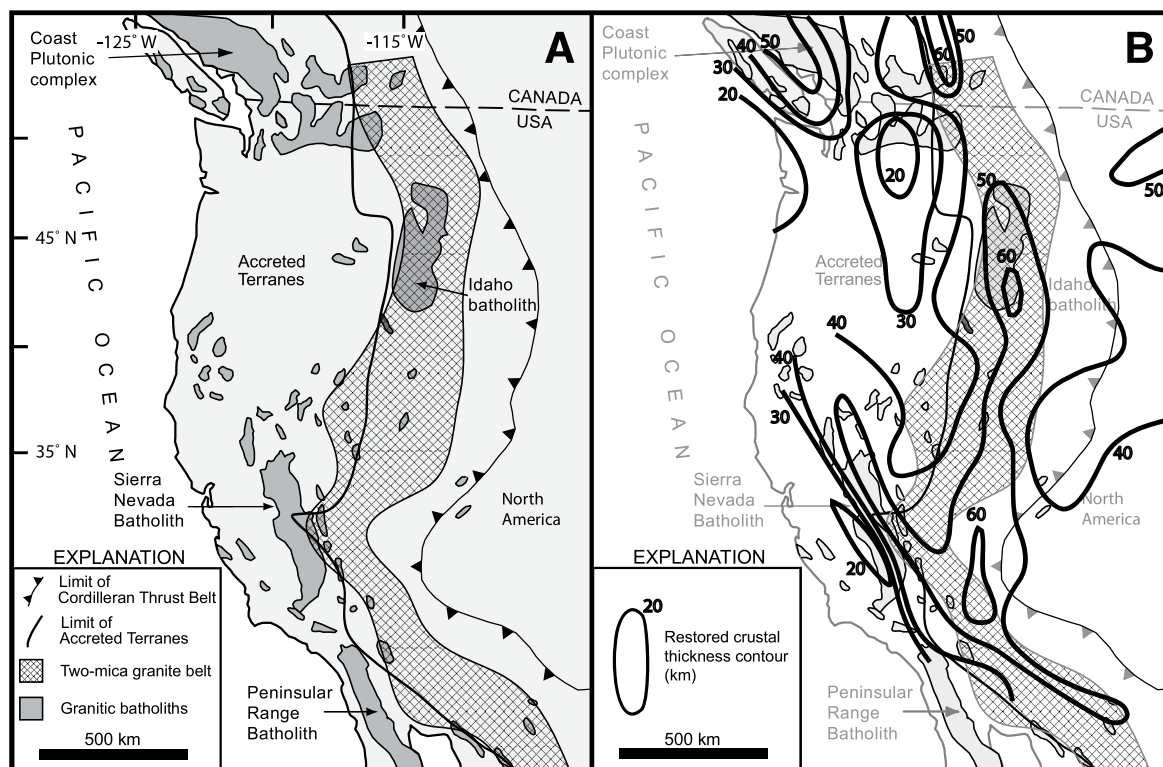 -125° W
-115° W
A
Coast
Plutonic
complex
CANADA
USA
PACIFIC OCEAN
45° N
Accreted
Terranes
Idaho
batholith
35° N
Sierra
Nevada
Batholith
North
America
EXPLANATION
Limit of
Cordilleran Thrust Belt
Limit of
Accreted Terranes
Two-mica granite belt
Granitic batholiths
500 km
Peninsular
Range
Batholith
B
Coast
Plutonic
complex
40
50
30
20
50
60
CANADA
USA
PACIFIC OCEAN
20
50
50
60
Accreted
Terranes
Idaho
batholith
30
40
40
30
40
Sierra
Nevada
Batholith
North
America
60
20
EXPLANATION
20
Restored crustal
thickness contour
(km)
500 km
Peninsular
Range
Batholith